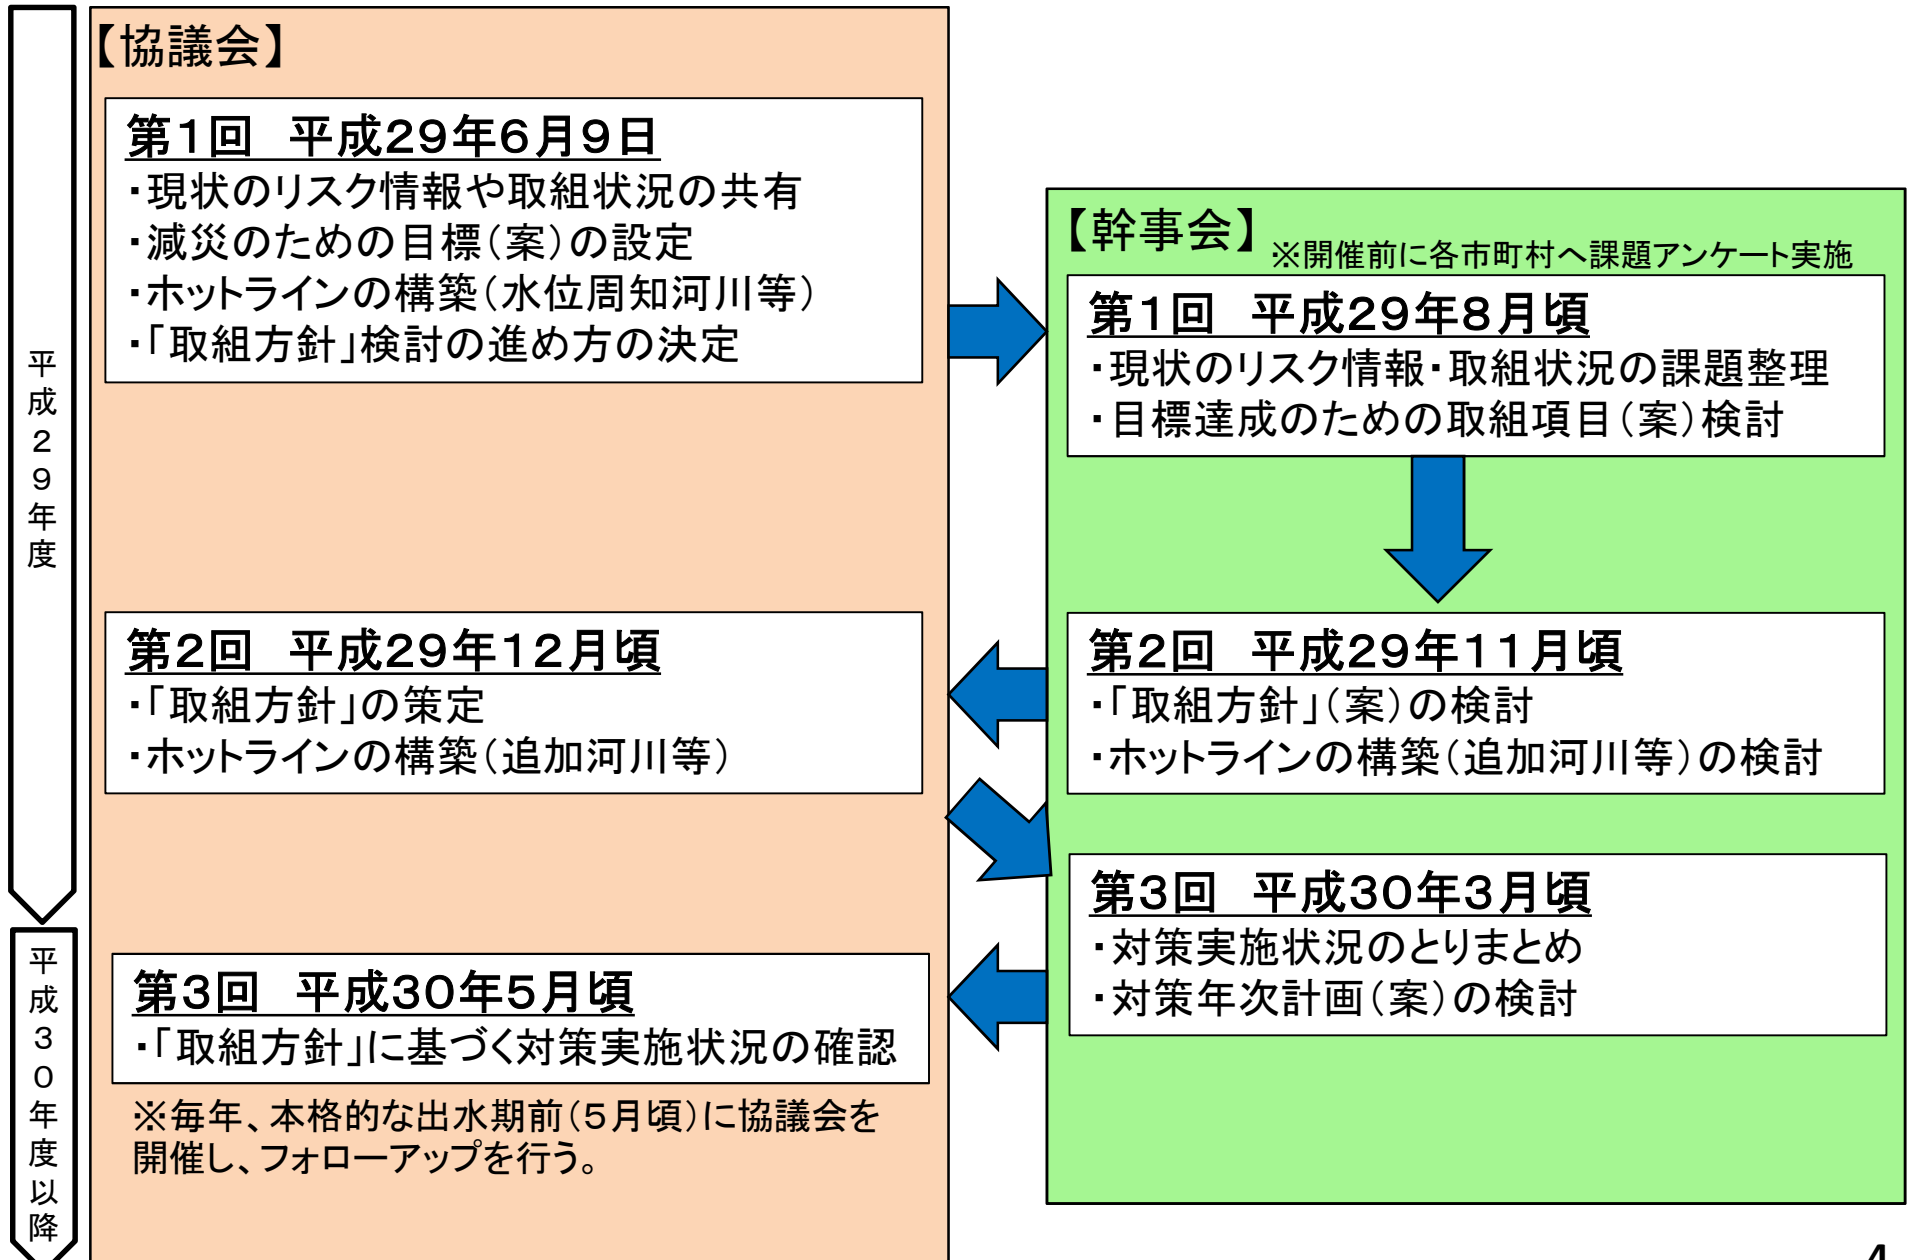 平成29年度
平成30年度以降
【協議会】
第1回　平成29年6月9日
・現状のリスク情報や取組状況の共有
・減災のための目標(案)の設定
・ホットラインの構築(水位周知河川等)
・「取組方針」検討の進め方の決定
第2回　平成29年12月頃
・「取組方針」の策定
・ホットラインの構築(追加河川等)
第3回　平成30年5月頃
・「取組方針」に基づく対策実施状況の確認
※毎年、本格的な出水期前(5月頃)に協議会を
開催し、フォローアップを行う。
【幹事会】
※開催前に各市町村へ課題アンケート実施
第1回　平成29年8月頃
・現状のリスク情報・取組状況の課題整理
・目標達成のための取組項目(案)検討
第2回　平成29年11月頃
・「取組方針」(案)の検討
・ホットラインの構築(追加河川等)の検討
第3回　平成30年3月頃
・対策実施状況のとりまとめ
・対策年次計画(案)の検討
4